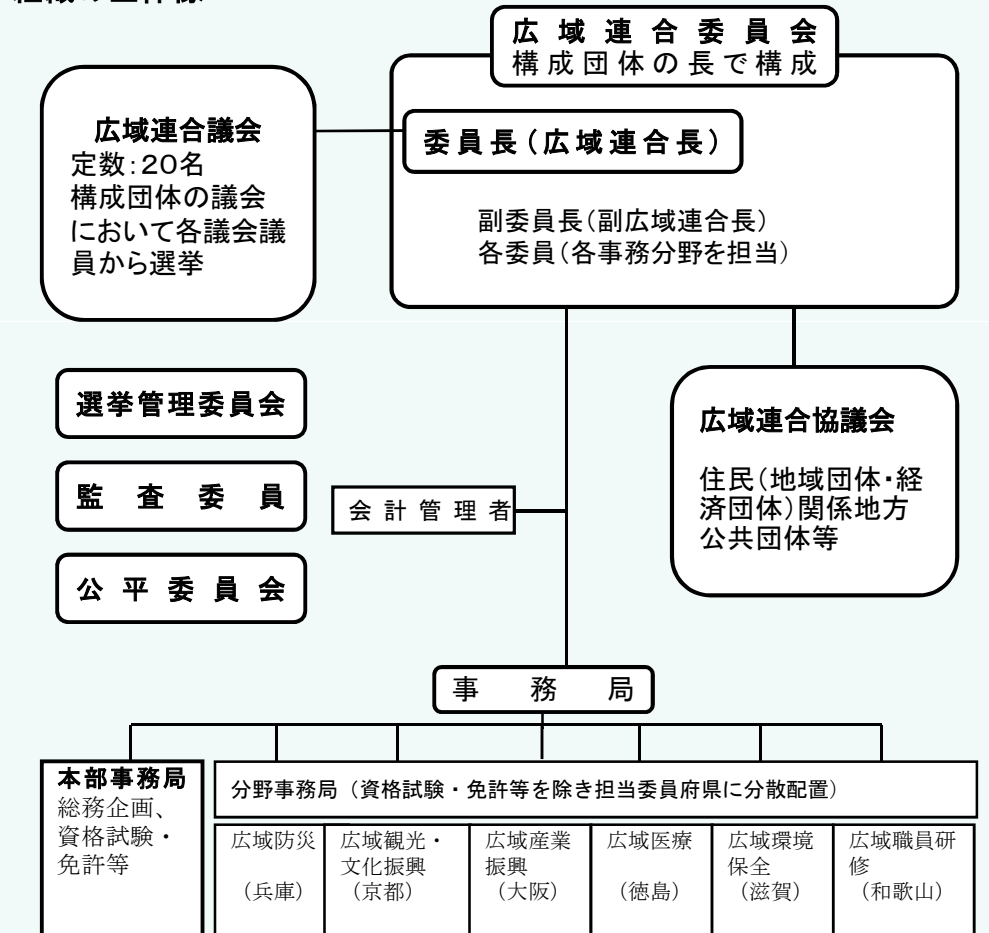 広域連合委員会
構成団体の長で構成
広域連合議会
定数：20名
構成団体の議会
において各議会議
員から選挙
委員長（広域連合長）
副委員長（副広域連合長）
各委員（各事務分野を担当）
選挙管理委員会
監査委員
公平委員会
会計管理者
広域連合協議会
住民（地域団体・経
済団体）関係地方
公共団体等
事務局
本部事務局
総務企画、
資格試験・
免許等
分野事務局（資格試験・免許等を除き担当委員府県に分散配置）
広域防災
（兵庫）
広域観光・
文化振興
（京都）
広域産業
振興
（大阪）
広域医療
（徳島）
広域環境
保全
（滋賀）
広域職員研
修
（和歌山）